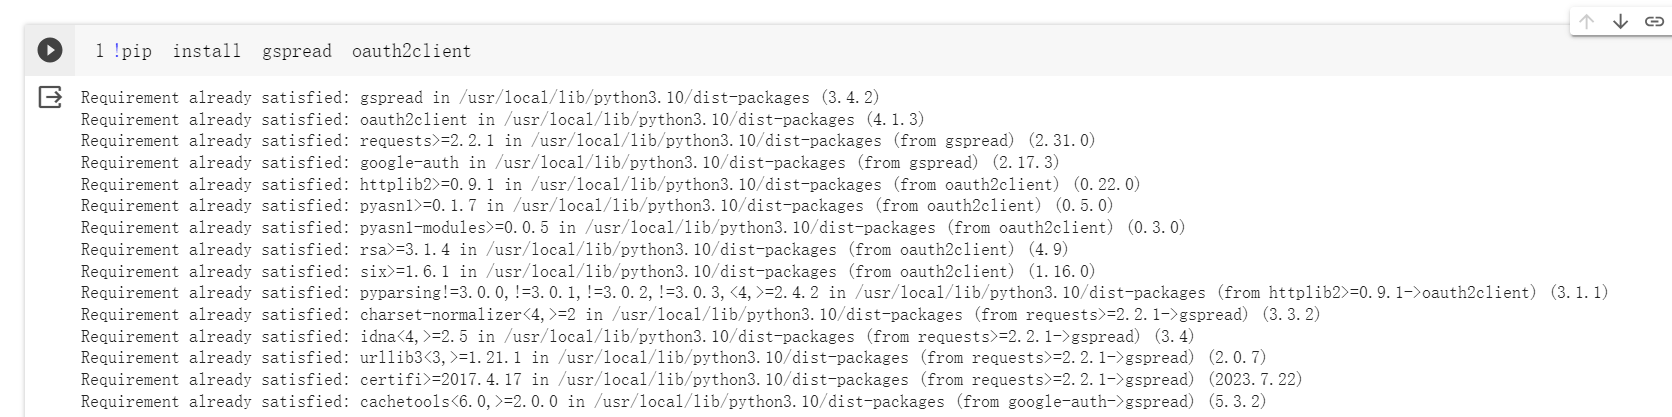 1 !pip install gspread oauth2client
Requirement already satisfied: gspread in /usr/local/lib/python3.10/dist-packages (3.4.2)
Requirement already satisfied: oauth2client in /usr/local/lib/python3.10/dist-packages (4.1.3)
Requirement already satisfied: requests>=2.2.1 in /usr/local/lib/python3.10/dist-packages (from gspread) (2.31.0)
Requirement already satisfied: google-auth in /usr/local/lib/python3.10/dist-packages (from gspread) (2.17.3)
Requirement already satisfied: httplib2>=0.9.1 in /usr/local/lib/python3.10/dist-packages (from oauth2client) (0.22.0)
Requirement already satisfied: pyasn1>=0.1.7 in /usr/local/lib/python3.10/dist-packages (from oauth2client) (0.5.0)
Requirement already satisfied: pyasn1-modules>=0.0.5 in /usr/local/lib/python3.10/dist-packages (from oauth2client) (0.3.0)
Requirement already satisfied: rsa>=3.1.4 in /usr/local/lib/python3.10/dist-packages (from oauth2client) (4.9)
Requirement already satisfied: six>=1.6.1 in /usr/local/lib/python3.10/dist-packages (from oauth2client) (1.16.0)
Requirement already satisfied: pyparsing!=3.0.0,!=3.0.1,!=3.0.2,!=3.0.3,<4,>=2.4.2 in /usr/local/lib/python3.10/dist-packages (from httplib2>=0.9.1->oauth2client) (3.1.1)
Requirement already satisfied: charset-normalizer<4,>=2 in /usr/local/lib/python3.10/dist-packages (from requests>=2.2.1->gspread) (3.3.2)
Requirement already satisfied: idna<4,>=2.5 in /usr/local/lib/python3.10/dist-packages (from requests>=2.2.1->gspread) (3.4)
Requirement already satisfied: urllib3<3,>=1.21.1 in /usr/local/lib/python3.10/dist-packages (from requests>=2.2.1->gspread) (2.0.7)
Requirement already satisfied: certifi>=2017.4.17 in /usr/local/lib/python3.10/dist-packages (from requests>=2.2.1->gspread) (2023.7.22)
Requirement already satisfied: cachetools<6.0,>=2.0.0 in /usr/local/lib/python3.10/dist-packages (from google-auth->gspread) (5.3.2)